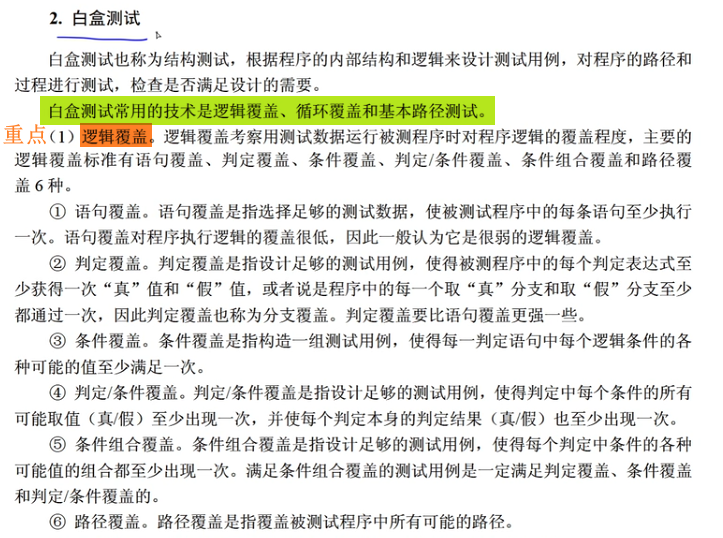 2. 白盒测试
白盒测试也称为结构测试，根据程序的内部结构和逻辑来设计测试用例，对程序的路径和
过程进行测试，检查是否满足设计的需要。
白盒测试常用的技术是逻辑覆盖、循环覆盖和基本路径测试。
重点（1）逻辑覆盖。逻辑覆盖考察用测试数据运行被测程序时对程序逻辑的覆盖程度，主要的
逻辑覆盖标准有语句覆盖、判定覆盖、条件覆盖、判定/条件覆盖、条件组合覆盖和路径覆
盖 6 种。
① 语句覆盖。语句覆盖是指选择足够的测试数据，使被测试程序中的每条语句至少执行
一次。语句覆盖对程序执行逻辑的覆盖很低，因此一般认为它是很弱的逻辑覆盖。
② 判定覆盖。判定覆盖是指设计足够的测试用例，使得被测程序中的每个判定表达式至
少获得一次“真”值和“假”值，或者说是程序中的每一个取“真”分支和取“假”分支至少
都通过一次，因此判定覆盖也称为分支覆盖。判定覆盖要比语句覆盖更强一些。
③ 条件覆盖。条件覆盖是指构造一组测试用例，使得每一判定语句中每个逻辑条件的各
种可能的值至少满足一次。
④ 判定/条件覆盖。判定/条件覆盖是指设计足够的测试用例，使得判定中每个条件的所有
可能取值（真/假）至少出现一次，并使每个判定本身的判定结果（真/假）也至少出现一次。
⑤ 条件组合覆盖。条件组合覆盖是指设计足够的测试用例，使得每个判定中条件的各种
可能值的组合都至少出现一次。满足条件组合覆盖的测试用例是一定满足判定覆盖、条件覆盖
和判定/条件覆盖的。
⑥ 路径覆盖。路径覆盖是指覆盖被测试程序中所有可能的路径。